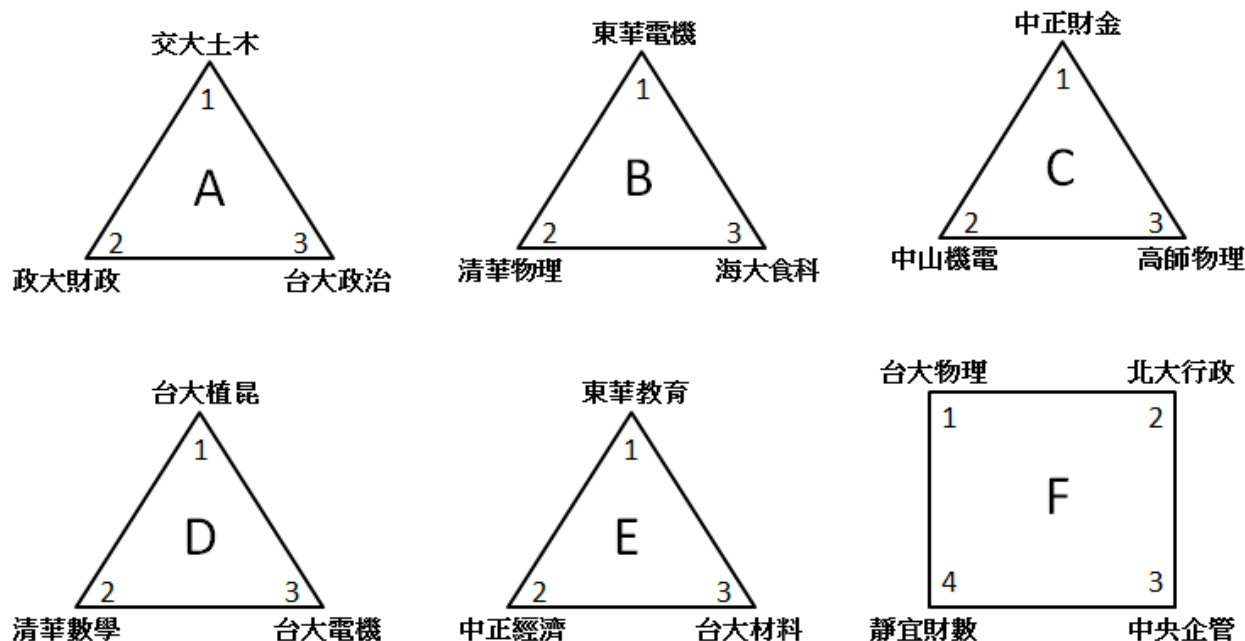 交大土木
1
A
2
3
政大財政
台大政治
東華電機
1
B
2
3
清華物理
海大食科
中正財金
1
C
2
3
中山機電
高師物理
台大植昆
1
D
2
3
清華數學
台大電機
東華教育
1
E
2
3
中正經濟
台大材料
台大物理
北大行政
1
2
F
4
3
靜宜財數
中央企管